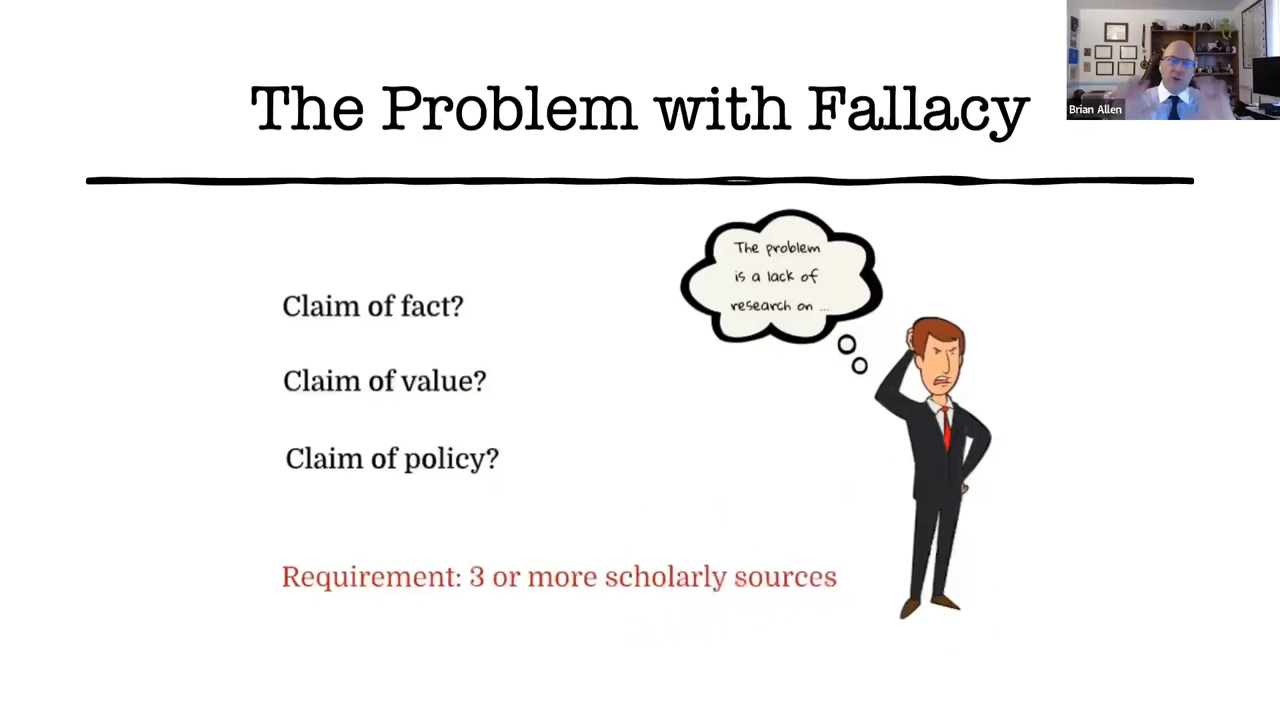 The Problem with Fallacy
Brian Allen
The problem
is a lack of
research on ...
Claim of fact?
Claim of value?
Claim of policy?
Requirement: 3 or more scholarly sources